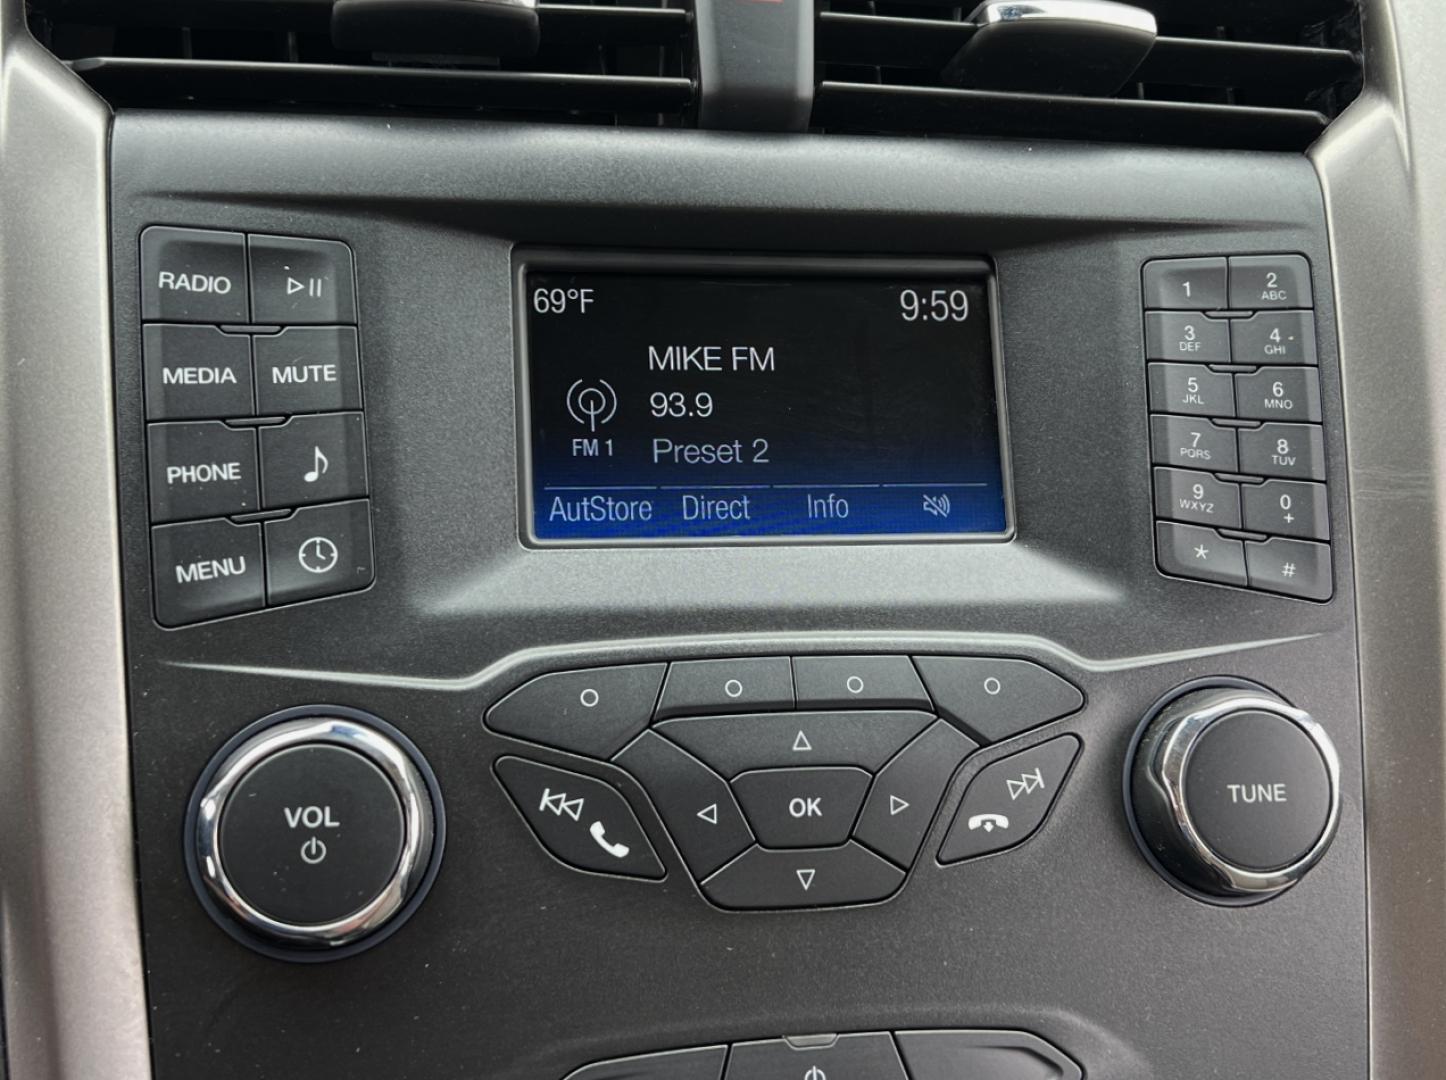 69°F
9:59
MIKE FM
93.9
FM 1
Preset 2
AutStore Direct Info
RADIO
MEDIA MUTE
PHONE
MENU
1 2 ABC
3 DEF 4 GHI
5 JKL 6 MNO
7 PQRS 8 TUV
9 WXYZ 0 +
* #
VOL
OK
TUNE